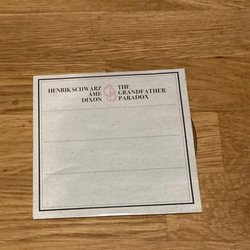 HENRIK SCHWARZ
ÂME
DIXON
THE
GRANDFATHER
PARADOX